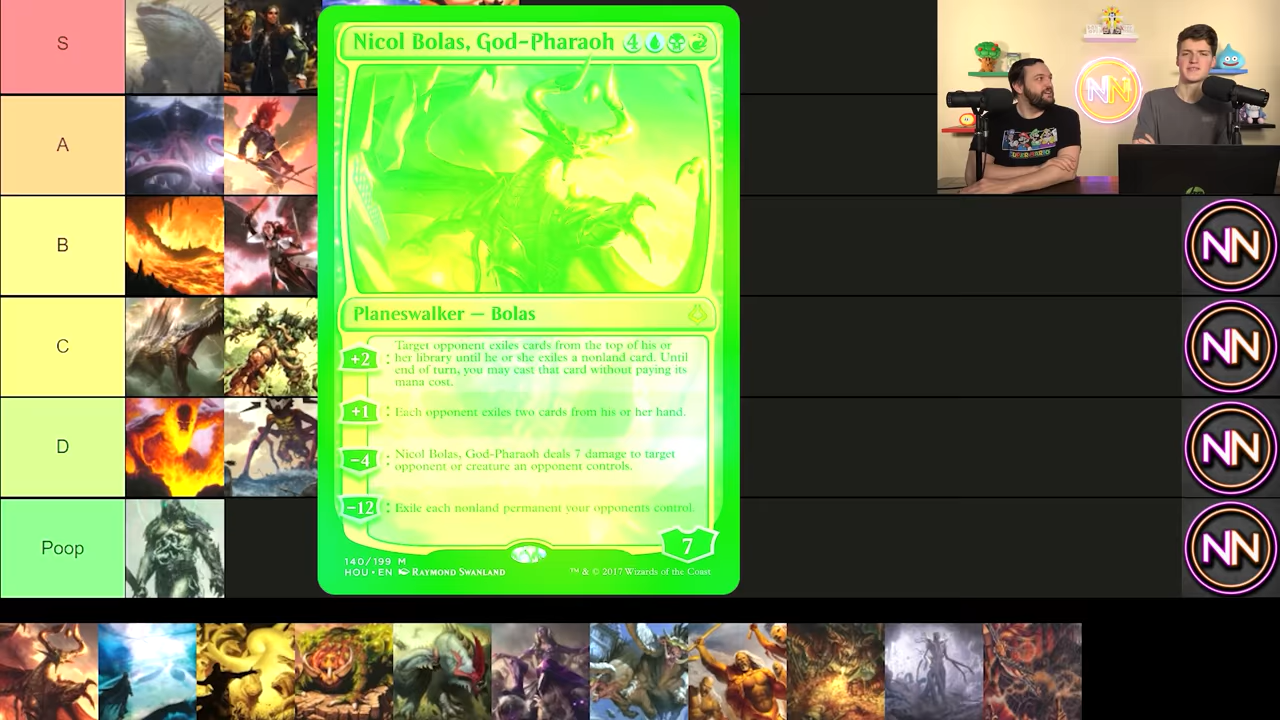 S
A
B
C
D
Poop
Nicol Bolas, God-Pharaoh 4
Planeswalker — Bolas
+2 : Target opponent exiles cards from the top of his or
her library until he or she exiles a nonland card. Until
end of turn, you may cast that card without paying its
mana cost.
+1 : Each opponent exiles two cards from his or her hand.
-4 : Nicol Bolas, God-Pharaoh deals 7 damage to target
opponent or creature an opponent controls.
-12 : Exile each nonland permanent your opponents control.
7
140/199 M
HOU • EN Raymond Swanland
™ & © 2017 Wizards of the Coast
NN
SUPER MARIO
NN
NN
NN
NN